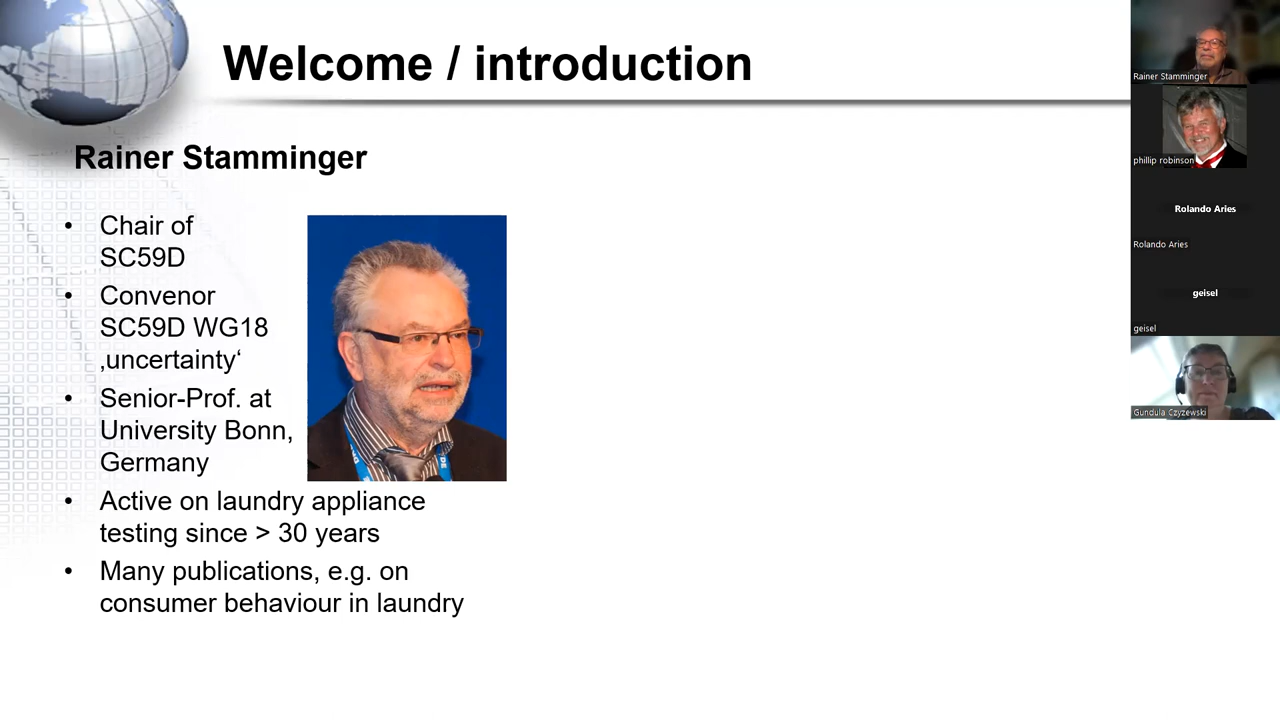 Welcome / introduction
Rainer Stamminger
• Chair of
SC59D
• Convenor
SC59D WG18
‚uncertainty‘
• Senior-Prof. at
University Bonn,
Germany
• Active on laundry appliance
testing since > 30 years
• Many publications, e.g. on
consumer behaviour in laundry
Rainer Stamminger
phillip robinson
Rolando Aries
Rolando Aries
geisel
geisel
Gundula Czyzewski